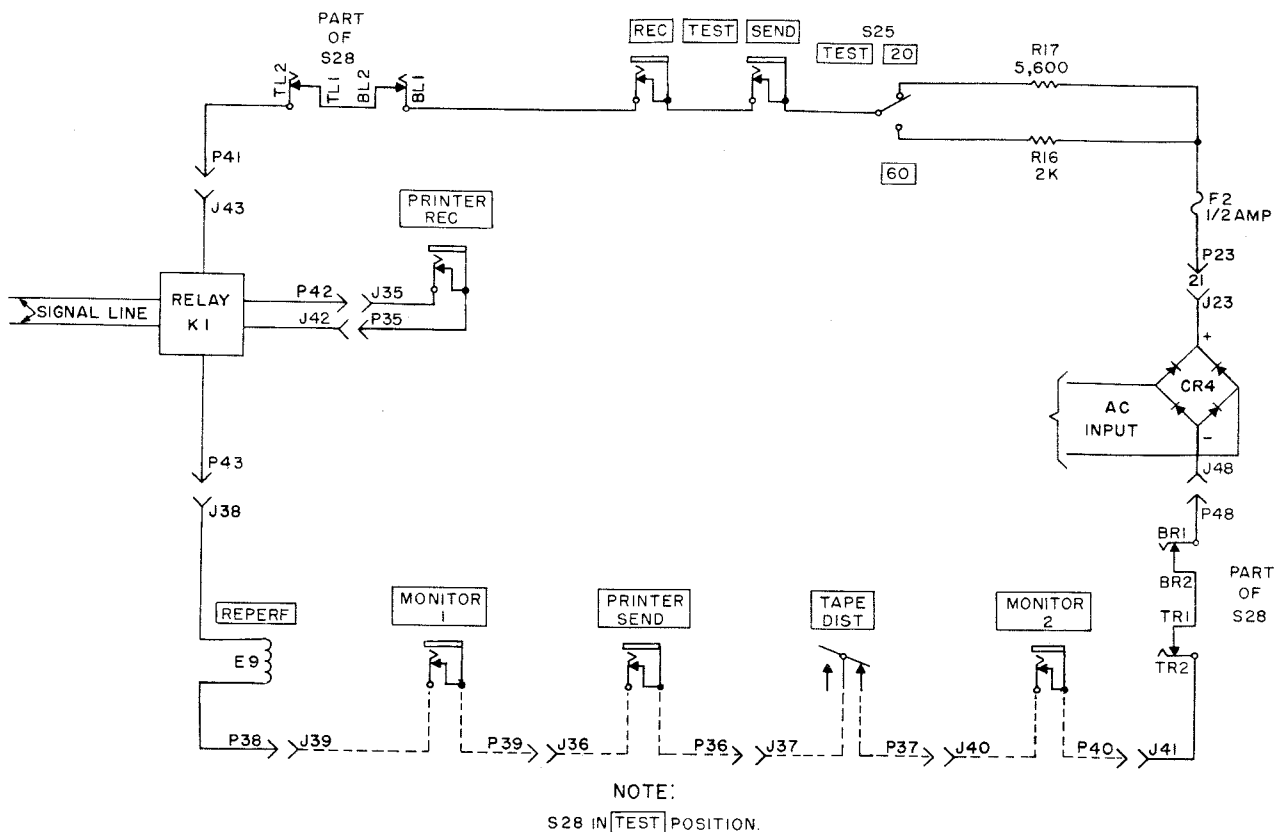 PART
OF
S28
REC TEST SEND
S25
TEST 20
R17
5,600
TL2
TL1
BL2
BL1
R16
2K
60
P41
J43
PRINTER
REC
F2
1/2 AMP
P23
21
J23
SIGNAL LINE
RELAY
K1
P42
J35
J42
P35
+
CR4
AC
INPUT
-
J48
P48
P43
J38
BR1
BR2
TR1
TR2
PART
OF
S28
REPERF
E9
MONITOR
1
PRINTER
SEND
TAPE
DIST
MONITOR
2
P38
J39
P39
J36
P36
J37
P37
J40
P40
J41
NOTE:
S28 IN TEST POSITION.